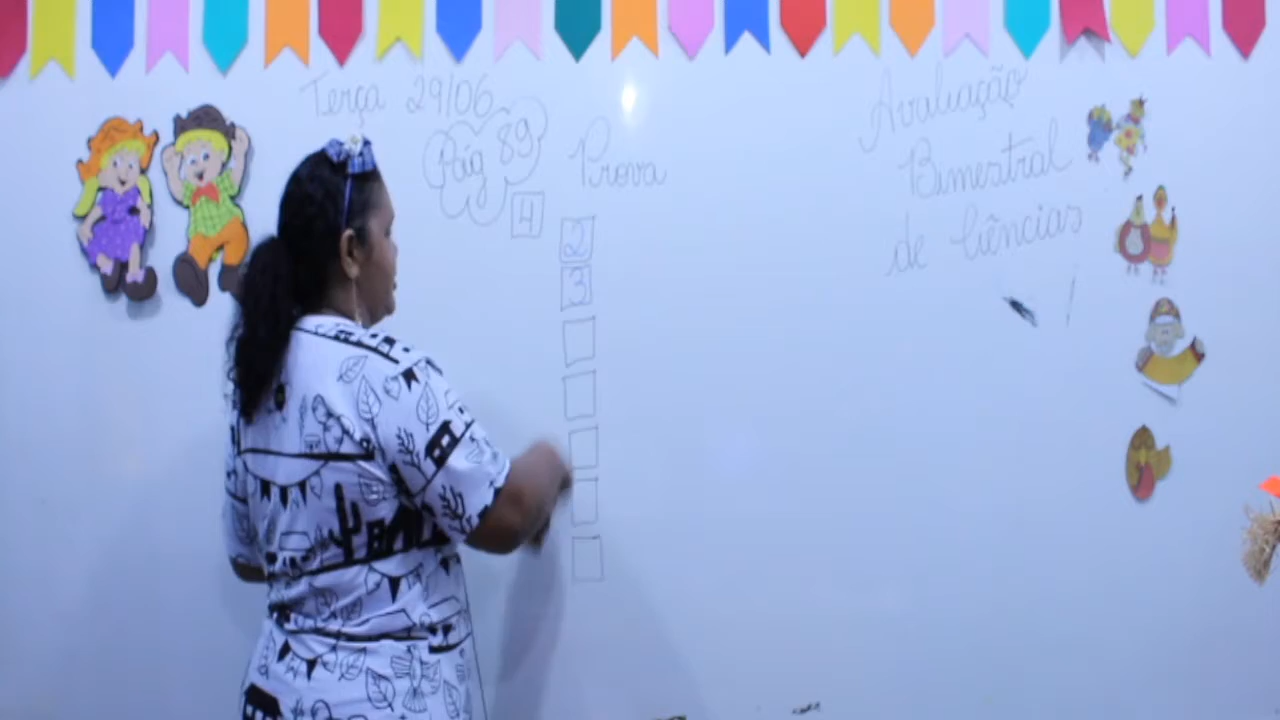 Terça 29/06
Pág 89
4
Prova
2
3
Avaliação
Bimestral
de Ciências